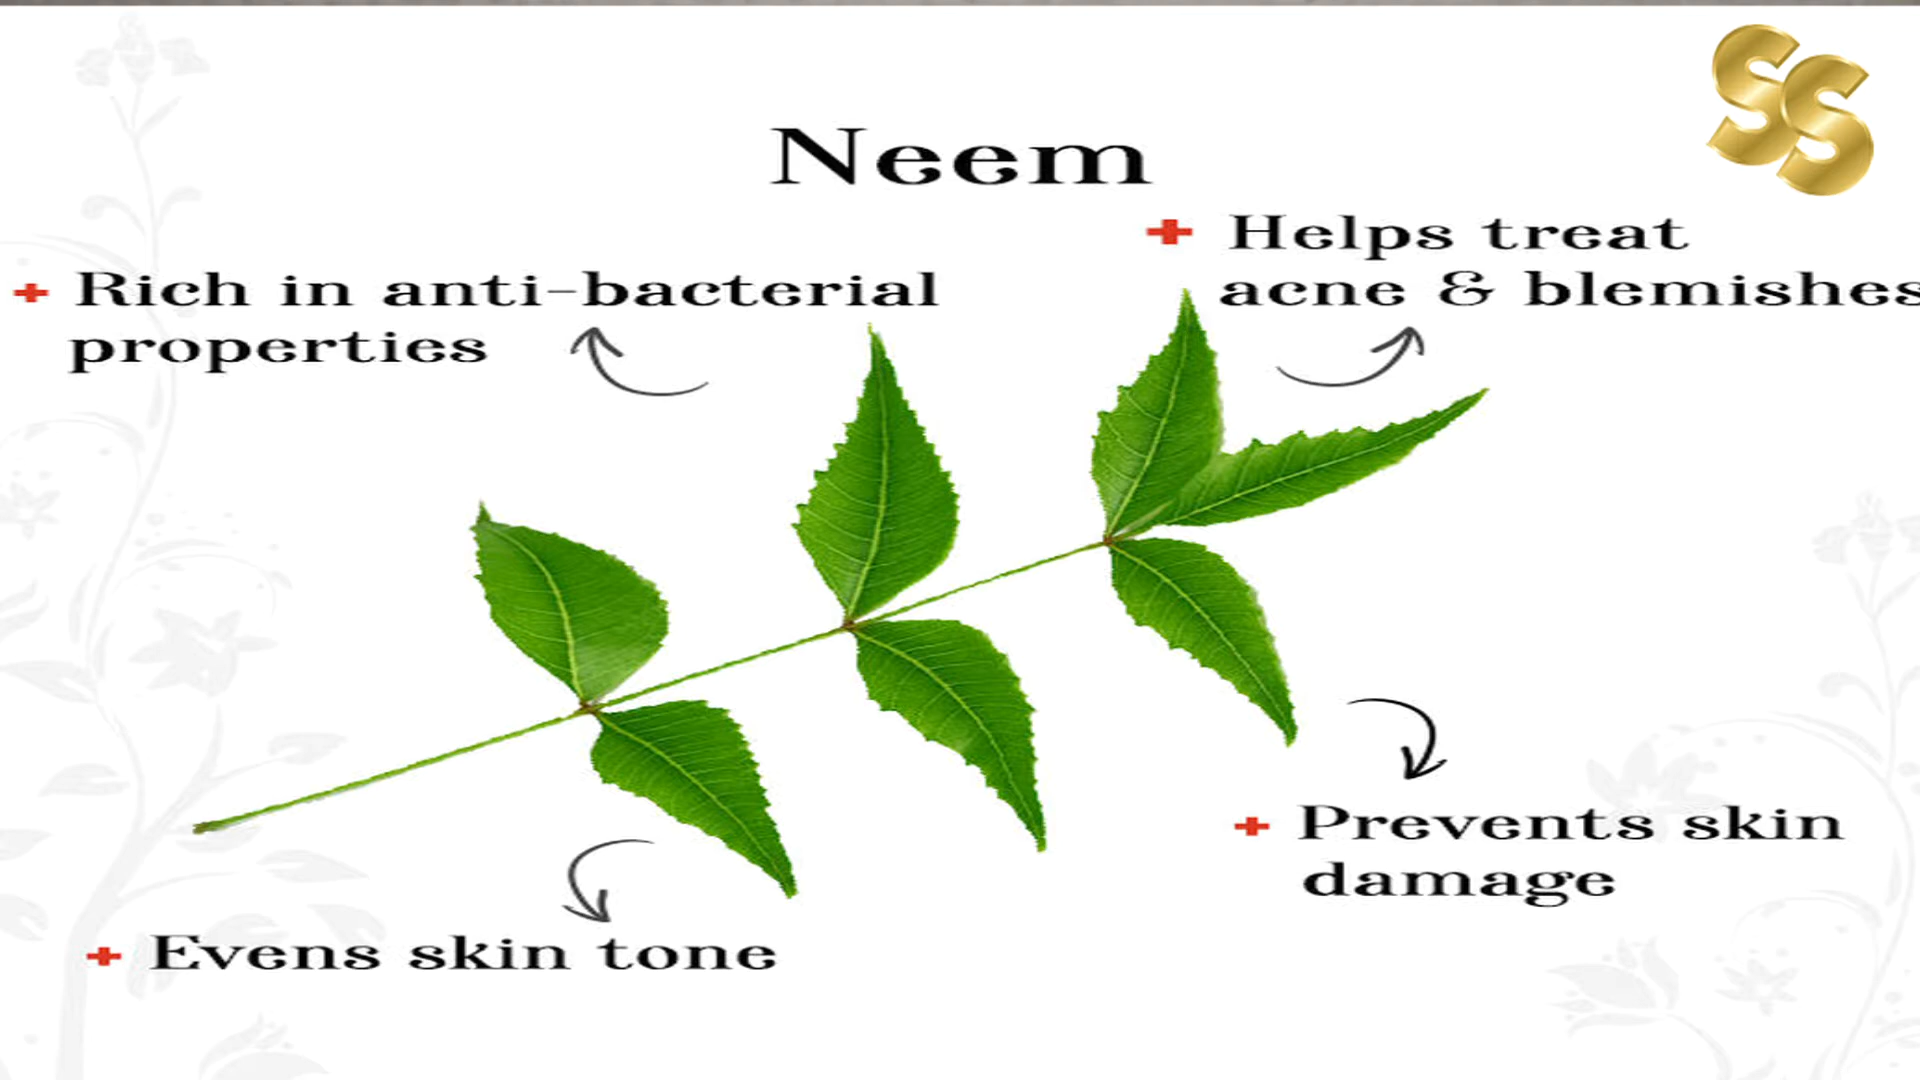 SS
Neem
+ Rich in anti-bacterial
properties
+ Helps treat
acne & blemishes
+ Prevents skin
damage
+ Evens skin tone